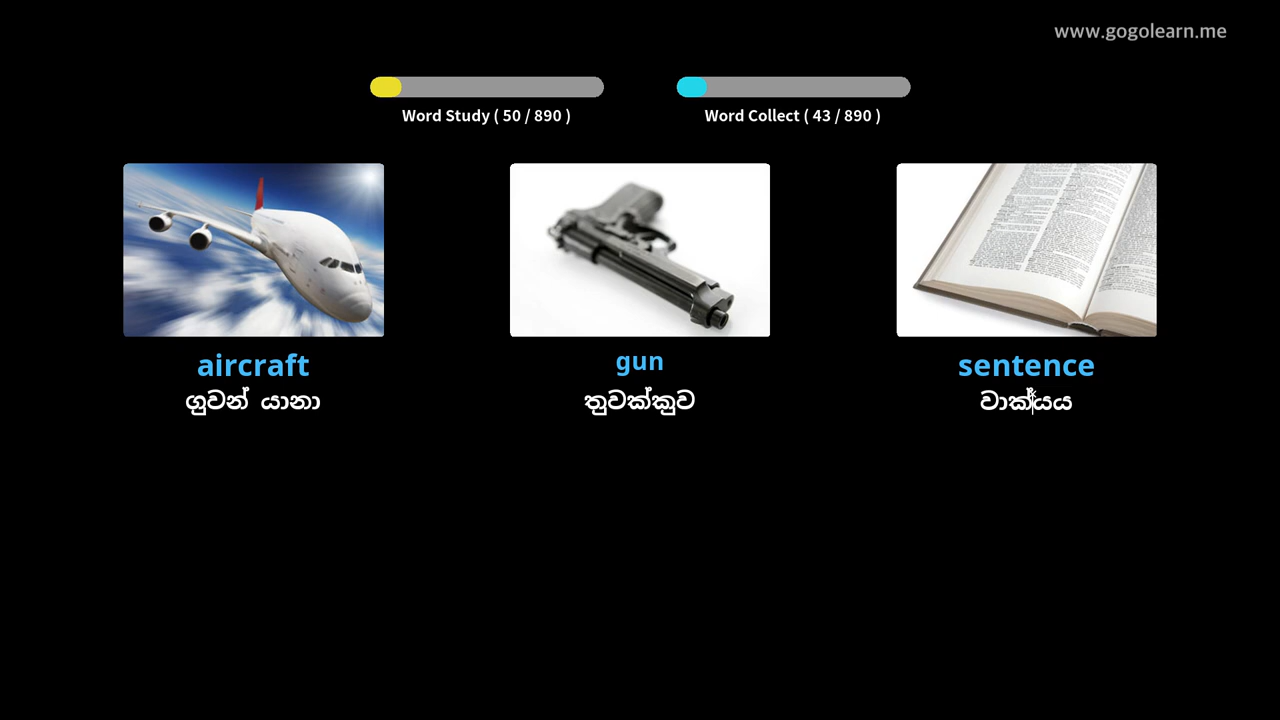 www.gogolearn.me
Word Study ( 50 / 890 )
Word Collect ( 43 / 890 )
aircraft
ගුවන් යානා
gun
තුවක්කුව
sentence
වාක්‍යය